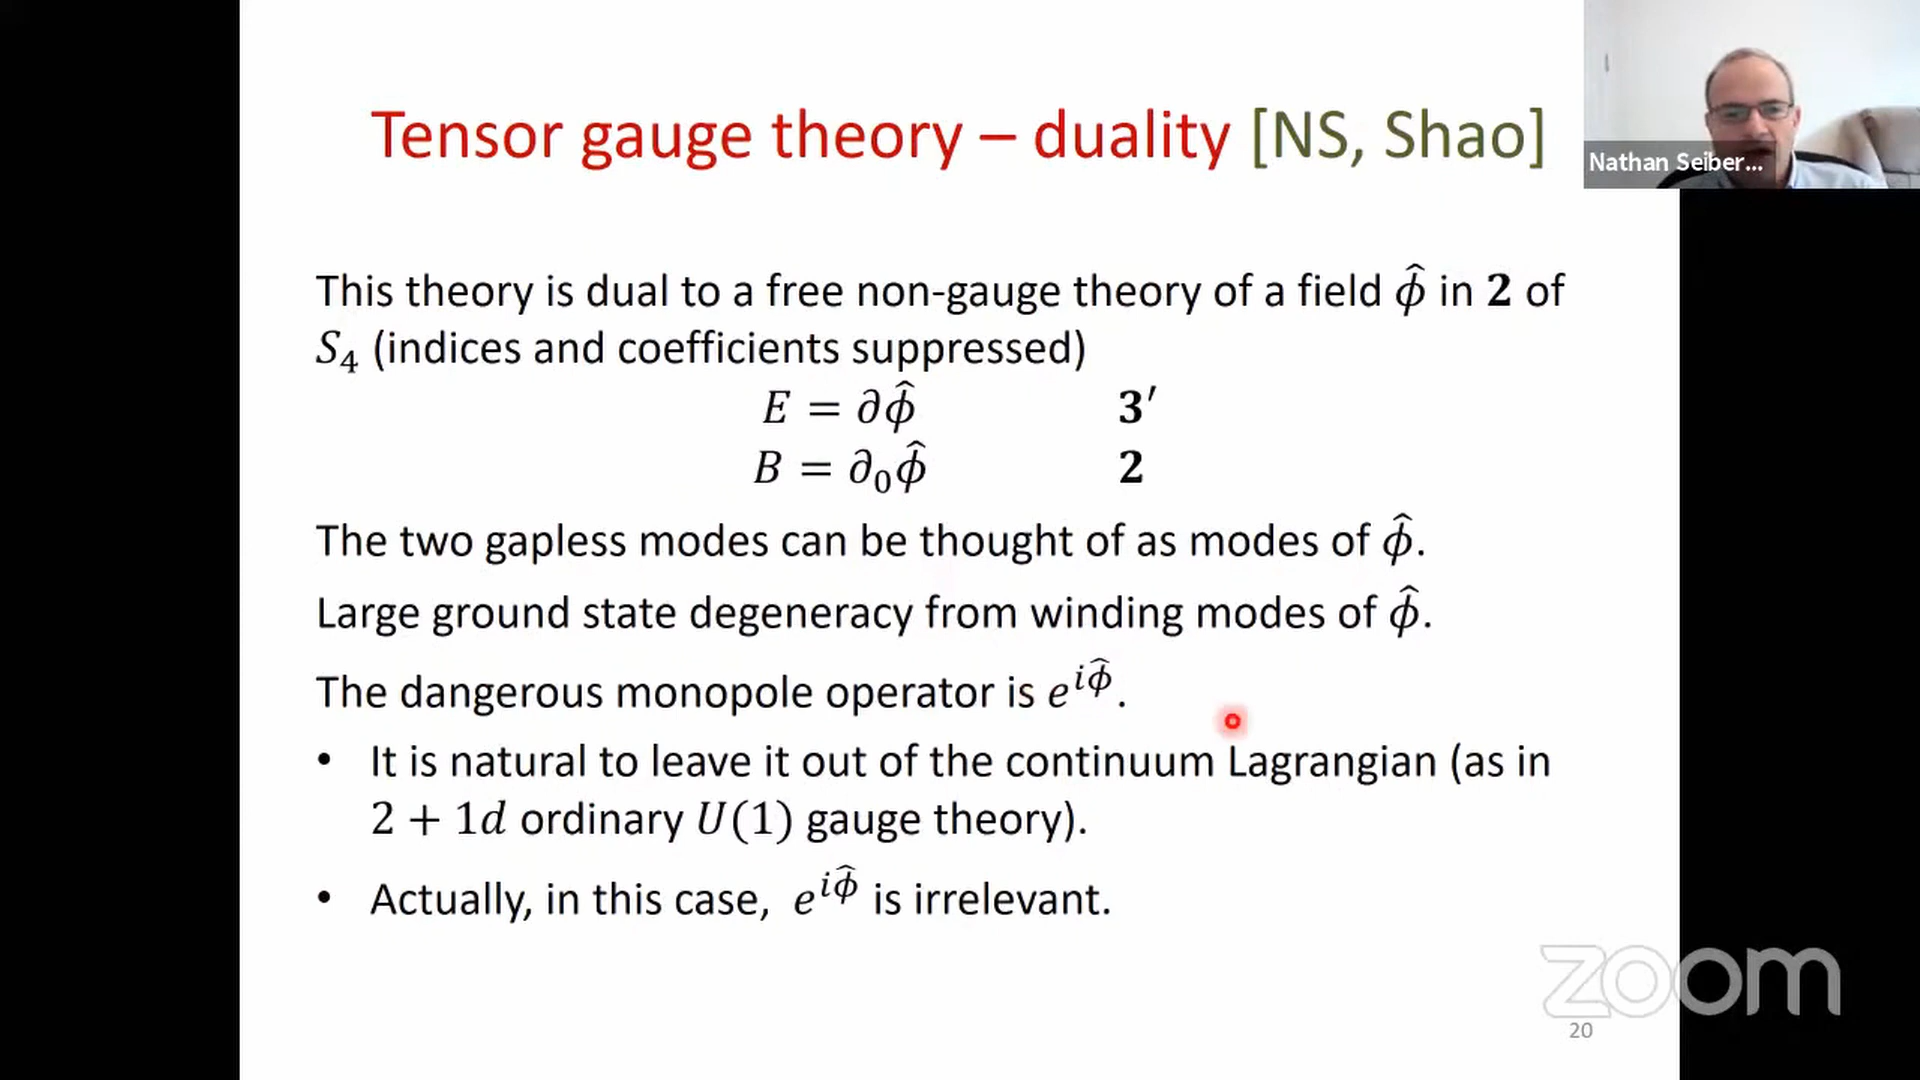 Tensor gauge theory – duality [NS, Shao]
Nathan Seiber...
This theory is dual to a free non-gauge theory of a field ϕ̂ in 𝟐 of
S₄ (indices and coefficients suppressed)
E = ∂ϕ̂ 𝟑′
B = ∂₀ϕ̂ 𝟐
The two gapless modes can be thought of as modes of ϕ̂.
Large ground state degeneracy from winding modes of ϕ̂.
The dangerous monopole operator is e^{iϕ̂}.
• It is natural to leave it out of the continuum Lagrangian (as in
2 + 1d ordinary U(1) gauge theory).
• Actually, in this case, e^{iϕ̂} is irrelevant.
zoom
20